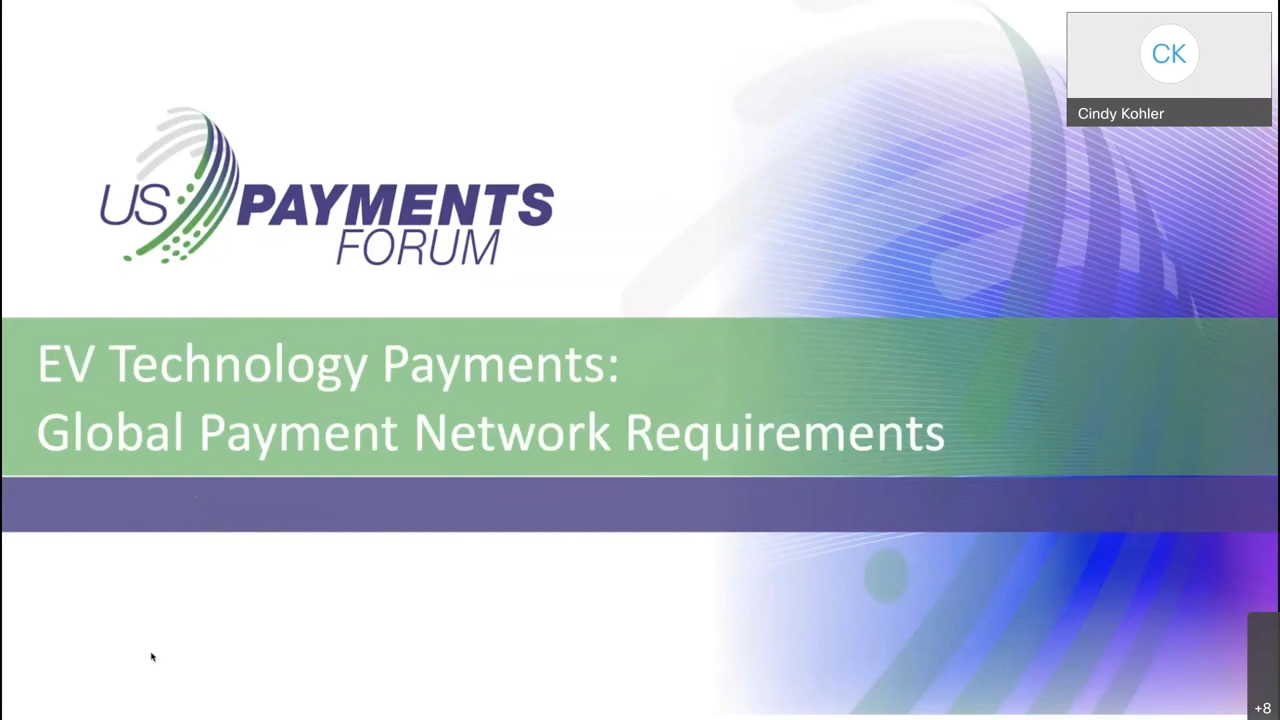 CK
Cindy Kohler
US PAYMENTS
FORUM
EV Technology Payments:
Global Payment Network Requirements
+8